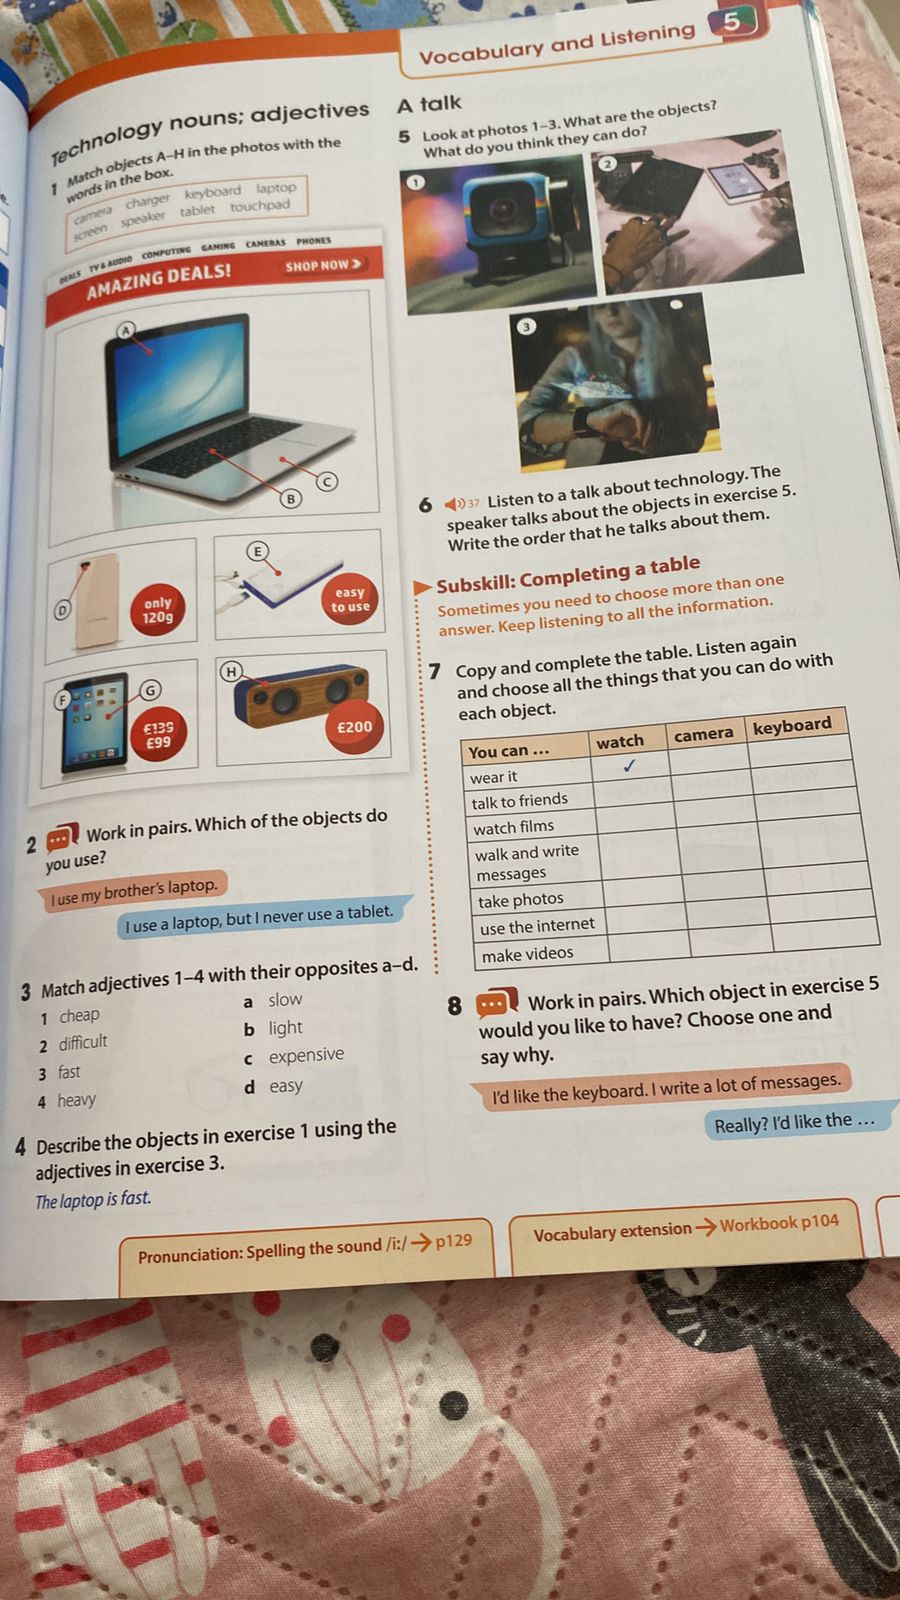 Vocabulary and Listening 5
Technology nouns; adjectives
1 Match objects A–H in the photos with the
words in the box.
camera charger keyboard laptop
screen speaker tablet touchpad
DEALS TV & AUDIO COMPUTING GAMING CAMERAS PHONES
AMAZING DEALS! SHOP NOW
A
B
C
D
only
120g
E
easy
to use
F
G
£139
£99
H
£200
2 Work in pairs. Which of the objects do
you use?
I use my brother's laptop.
I use a laptop, but I never use a tablet.
3 Match adjectives 1–4 with their opposites a–d.
1 cheap a slow
2 difficult b light
3 fast c expensive
4 heavy d easy
4 Describe the objects in exercise 1 using the
adjectives in exercise 3.
The laptop is fast.
A talk
5 Look at photos 1–3. What are the objects?
What do you think they can do?
1
2
3
6 37 Listen to a talk about technology. The
speaker talks about the objects in exercise 5.
Write the order that he talks about them.
Subskill: Completing a table
Sometimes you need to choose more than one
answer. Keep listening to all the information.
7 Copy and complete the table. Listen again
and choose all the things that you can do with
each object.
You can ... watch camera keyboard
wear it ✓
talk to friends
watch films
walk and write
messages
take photos
use the internet
make videos
8 Work in pairs. Which object in exercise 5
would you like to have? Choose one and
say why.
I'd like the keyboard. I write a lot of messages.
Really? I'd like the ...
Pronunciation: Spelling the sound /iː/ → p129
Vocabulary extension → Workbook p104